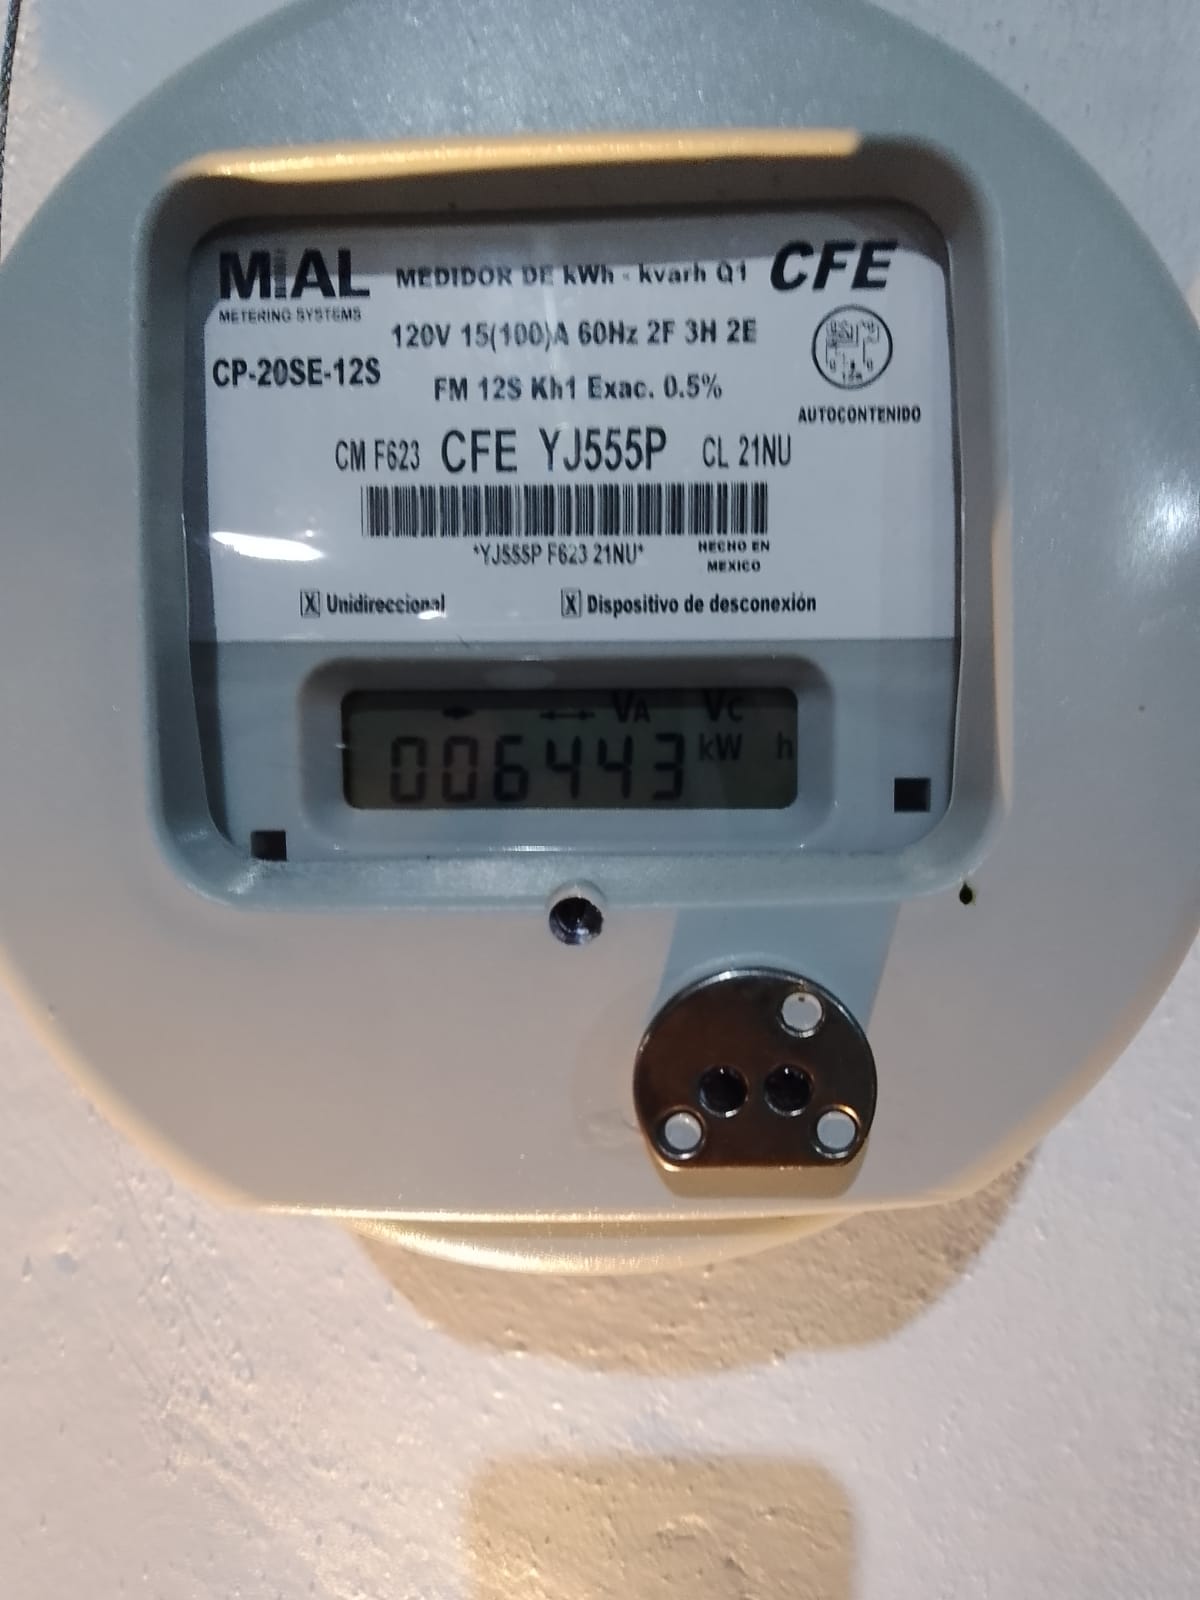 MIAL
METERING SYSTEMS
MEDIDOR DE kWh - kvarh Q1
CFE
120V 15(100)A 60Hz 2F 3H 2E
CP-20SE-12S
FM 12S Kh1 Exac. 0.5%
AUTOCONTENIDO
CM F623 CFE YJ555P CL 21NU
*YJ555P F623 21NU*
HECHO EN
MEXICO
X Unidireccional
X Dispositivo de desconexión
VA VC
006443 kW h